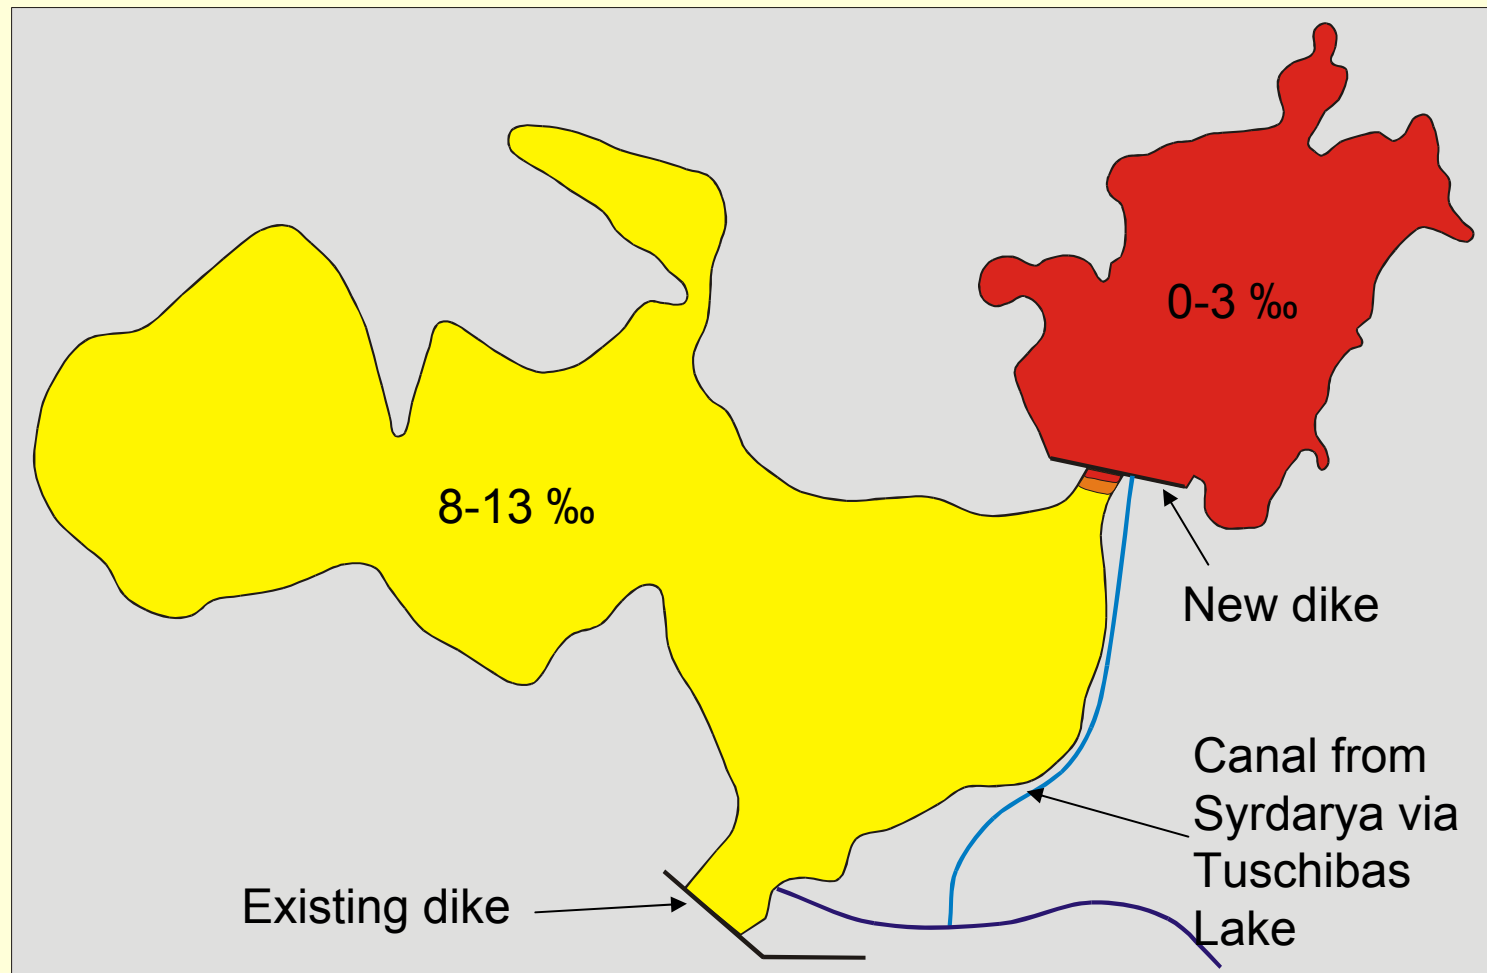 0-3 ‰
8-13 ‰
New dike
Canal from
Syrdarya via
Tuschibas
Lake
Existing dike